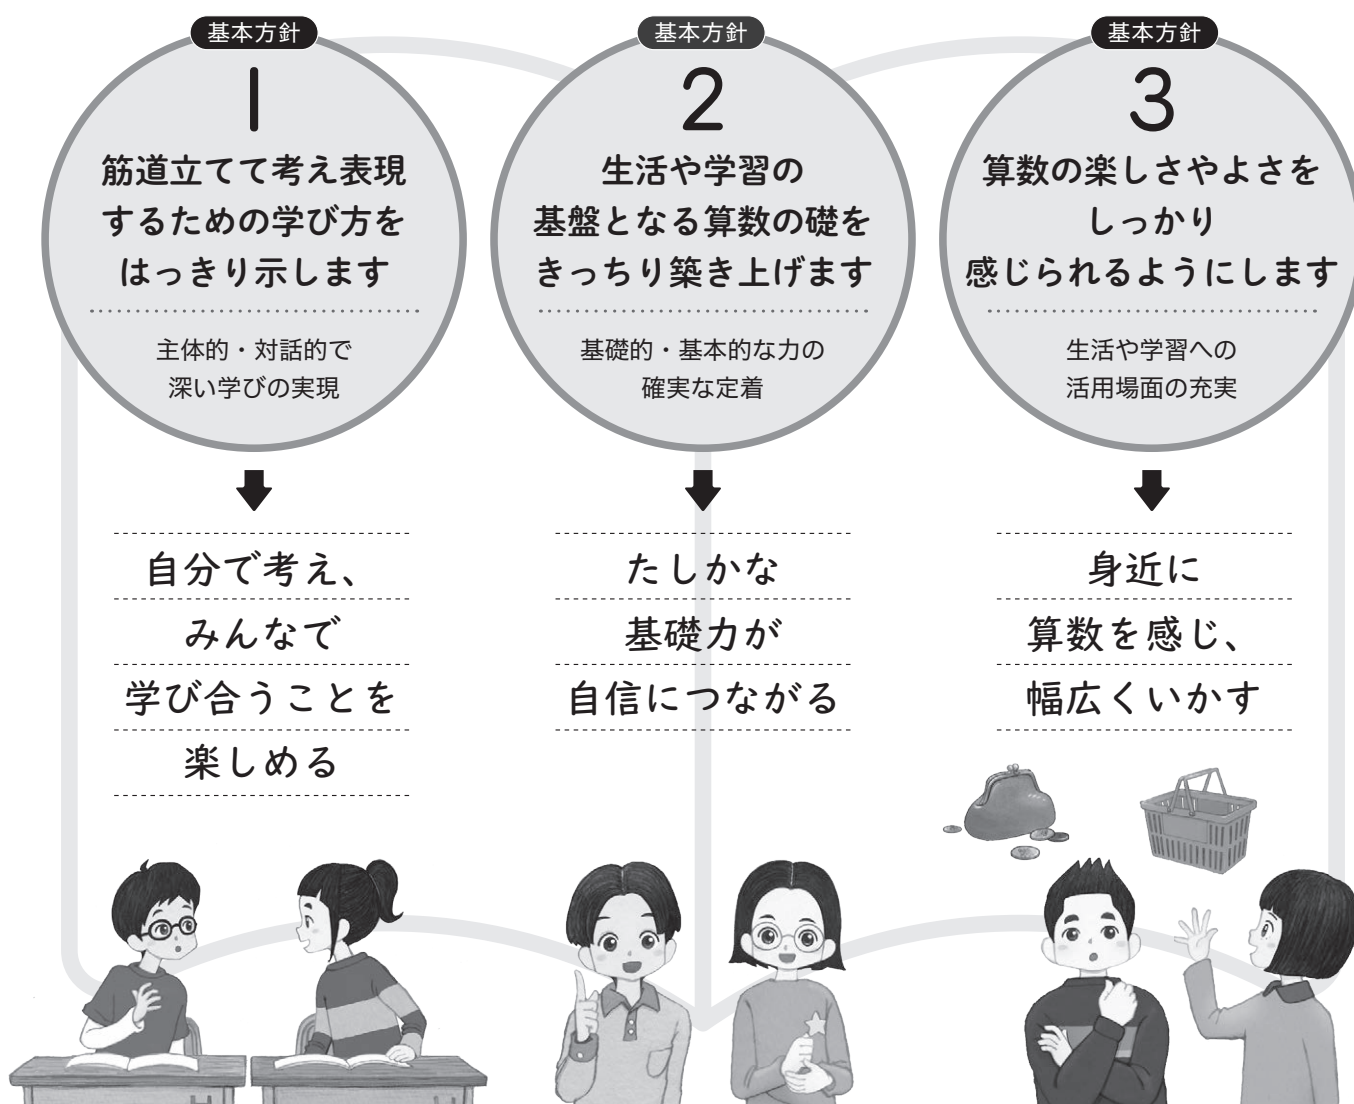 基本方針
1
筋道立てて考え表現
するための学び方を
はっきり示します
主体的・対話的で
深い学びの実現
自分で考え、
みんなで
学び合うことを
楽しめる
基本方針
2
生活や学習の
基盤となる算数の礎を
きっちり築き上げます
基礎的・基本的な力の
確実な定着
たしかな
基礎力が
自信につながる
基本方針
3
算数の楽しさやよさを
しっかり
感じられるようにします
生活や学習への
活用場面の充実
身近に
算数を感じ、
幅広くいかす